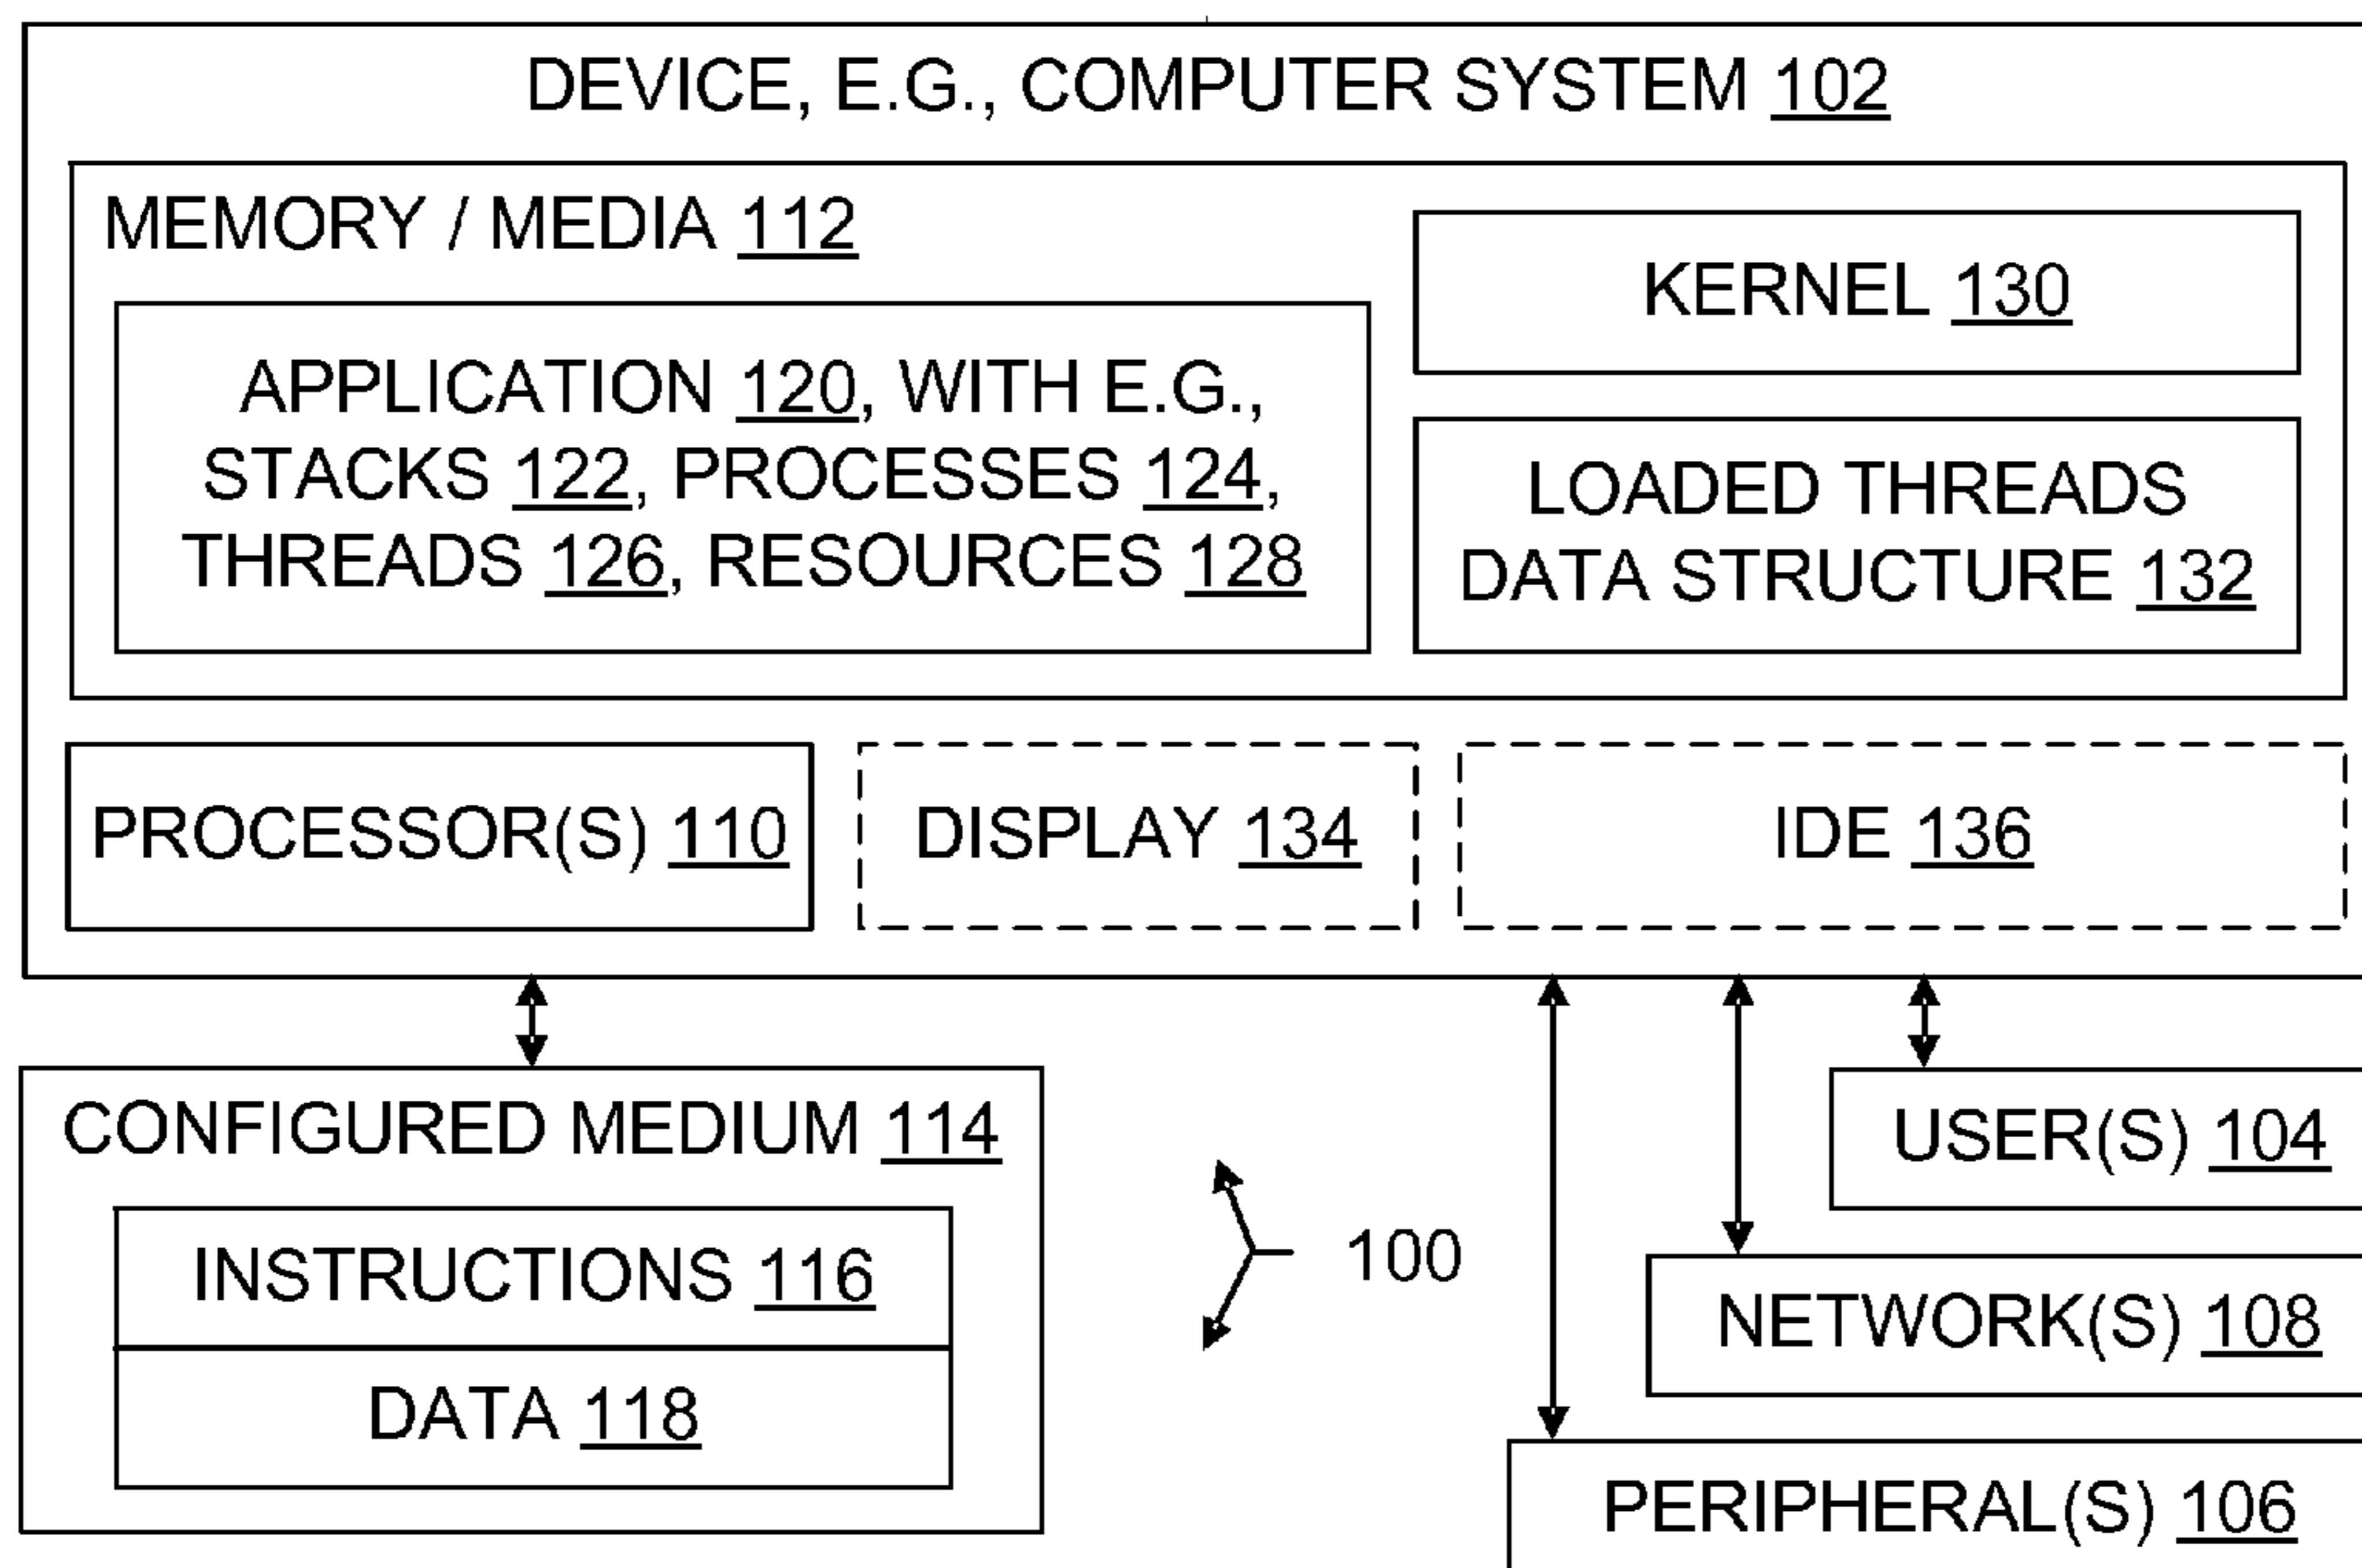 DEVICE, E.G., COMPUTER SYSTEM 102
MEMORY / MEDIA 112
APPLICATION 120, WITH E.G.,
STACKS 122, PROCESSES 124,
THREADS 126, RESOURCES 128
KERNEL 130
LOADED THREADS
DATA STRUCTURE 132
PROCESSOR(S) 110
DISPLAY 134
IDE 136
CONFIGURED MEDIUM 114
INSTRUCTIONS 116
DATA 118
100
USER(S) 104
NETWORK(S) 108
PERIPHERAL(S) 106